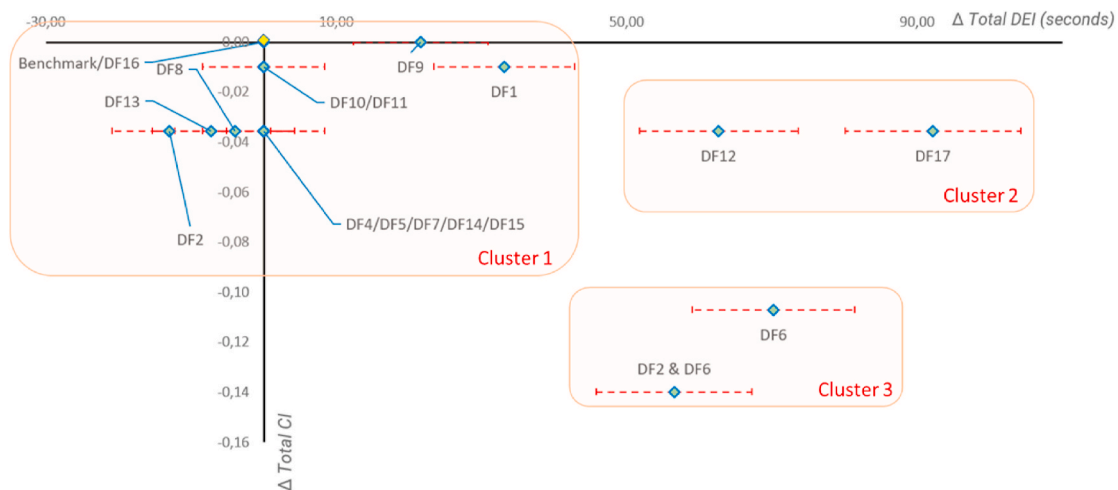 -30,00 10,00 50,00 90,00 Δ Total DEI (seconds)
0,00
Benchmark/DF16 DF8 DF9
DF1
-0,02
DF13 DF10/DF11
-0,04
DF12 DF17
-0,06
Cluster 2
DF4/DF5/DF7/DF14/DF15
DF2 -0,08
Cluster 1
-0,10
-0,12
DF6
DF2 & DF6
-0,14 Cluster 3
-0,16
Δ Total CI